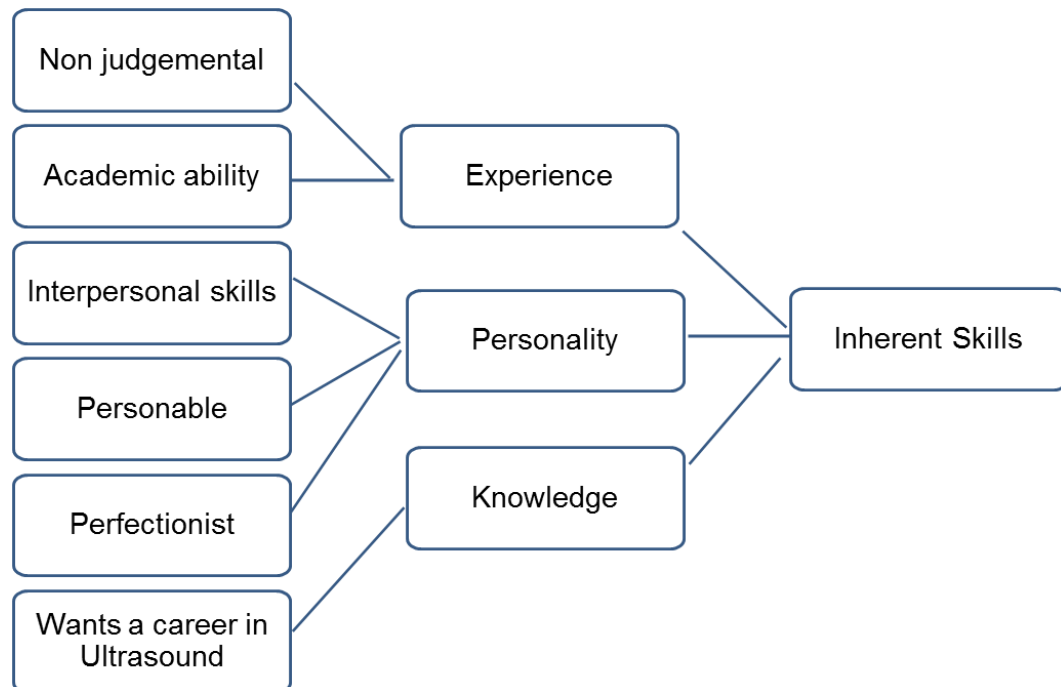 Non judgemental
Academic ability
Interpersonal skills
Personable
Perfectionist
Wants a career in
Ultrasound
Experience
Personality
Knowledge
Inherent Skills